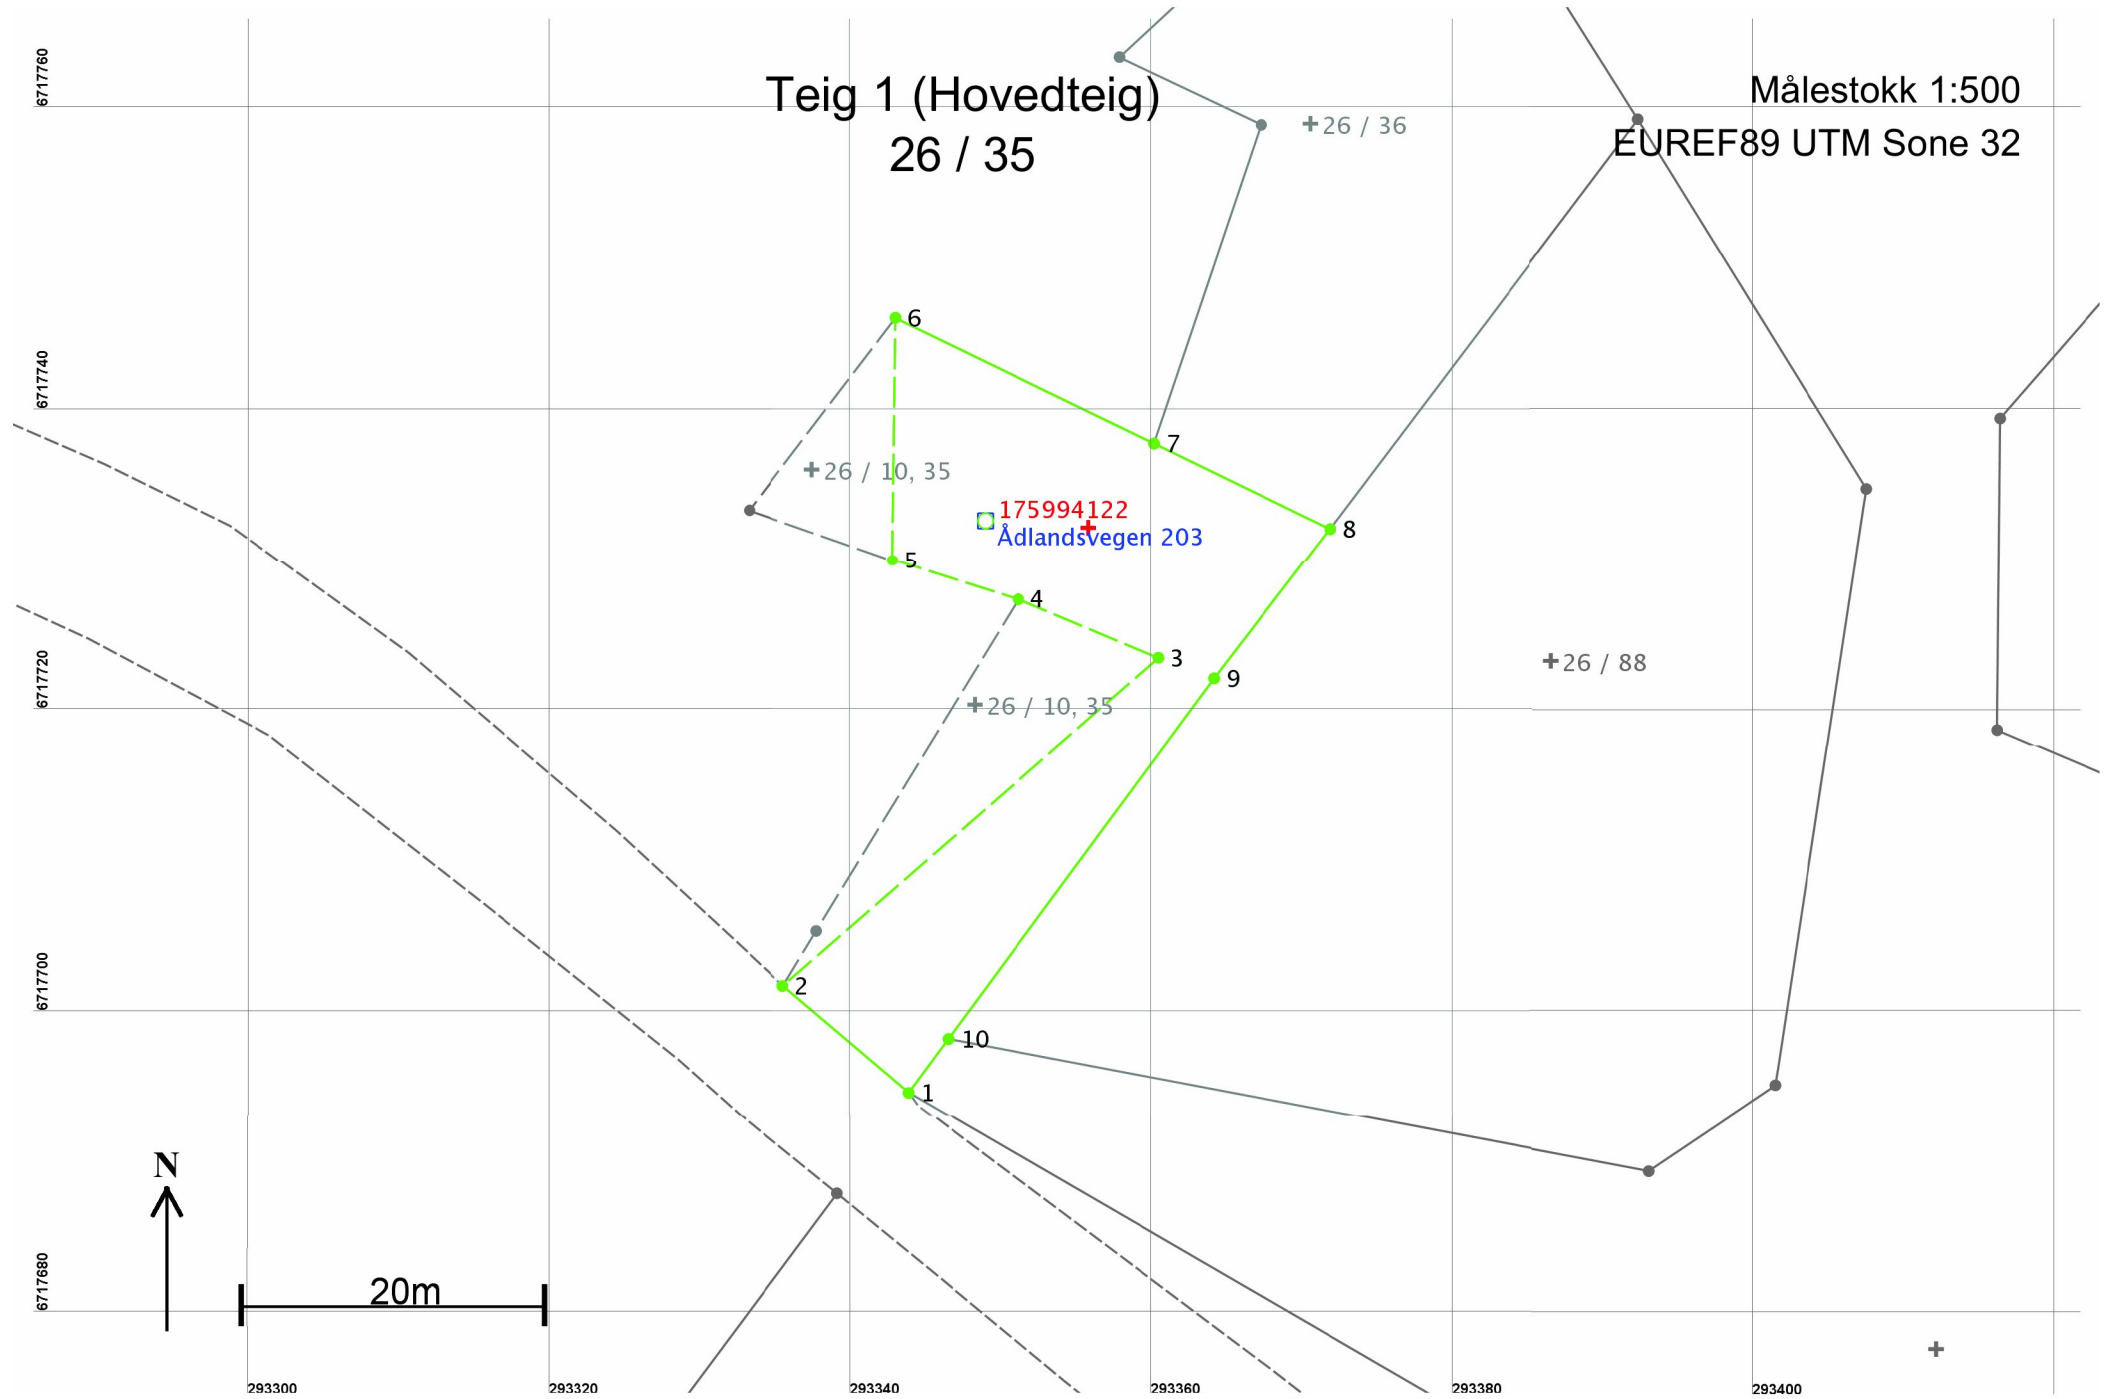 Teig 1 (Hovedteig)
26 / 35
Målestokk 1:500
EUREF89 UTM Sone 32
6717760
26 / 36
6
6717740
7
26 / 10, 35
175994122
Ådlandsvegen 203
8
5
4
3
9
26 / 88
6717720
26 / 10, 35
6717700
2
10
1
N
6717680
20m
293300
293320
293340
293360
293380
293400